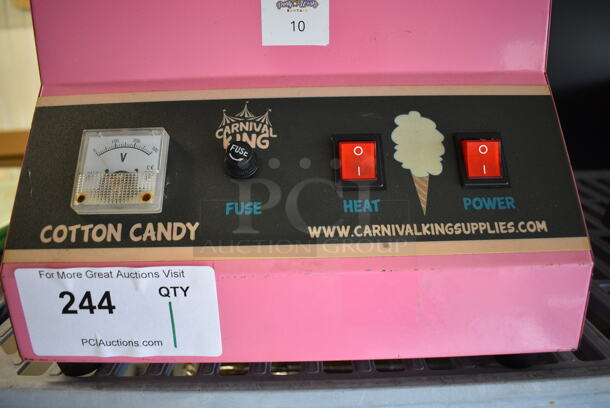 10
CARNIVAL
KING
FUSE
V
FUSE
HEAT
POWER
COTTON CANDY
WWW.CARNIVALKINGSUPPLIES.COM
PCI
AUCTION GROUP
For More Great Auctions Visit
244
QTY
PCIAuctions.com